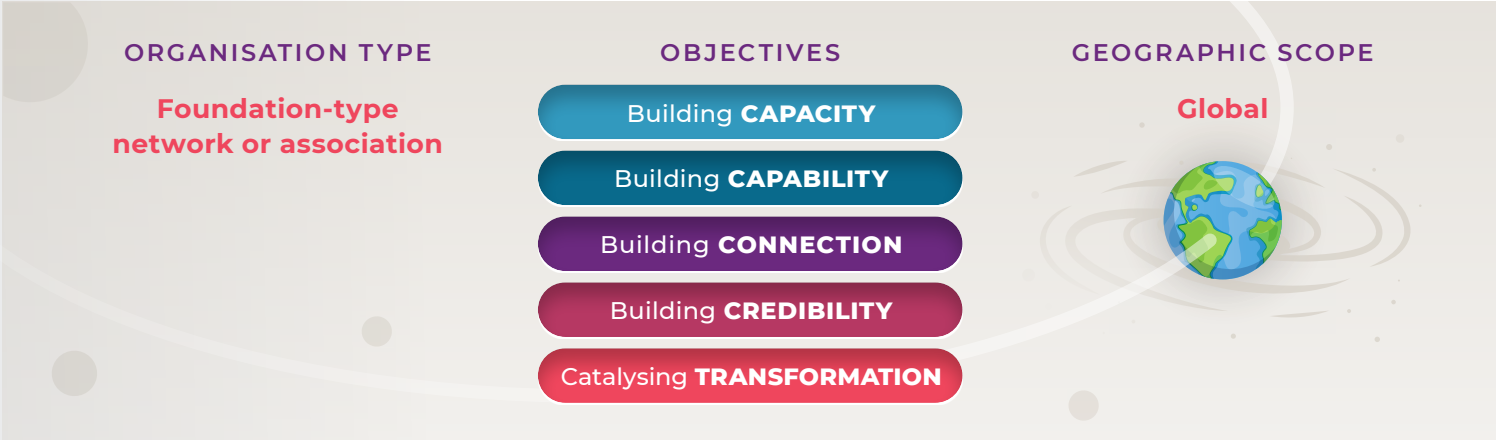 ORGANISATION TYPE
Foundation-type
network or association
OBJECTIVES
Building CAPACITY
Building CAPABILITY
Building CONNECTION
Building CREDIBILITY
Catalysing TRANSFORMATION
GEOGRAPHIC SCOPE
Global